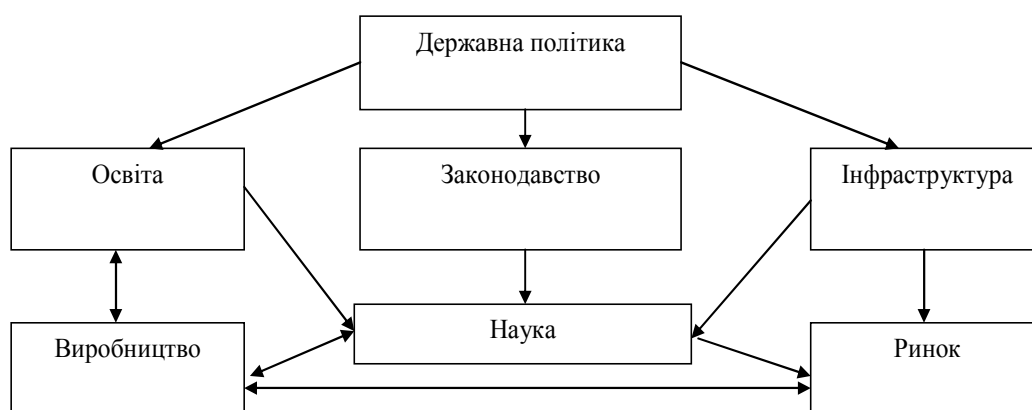 Державна політика
Освіта
Законодавство
Інфраструктура
Виробництво
Наука
Ринок